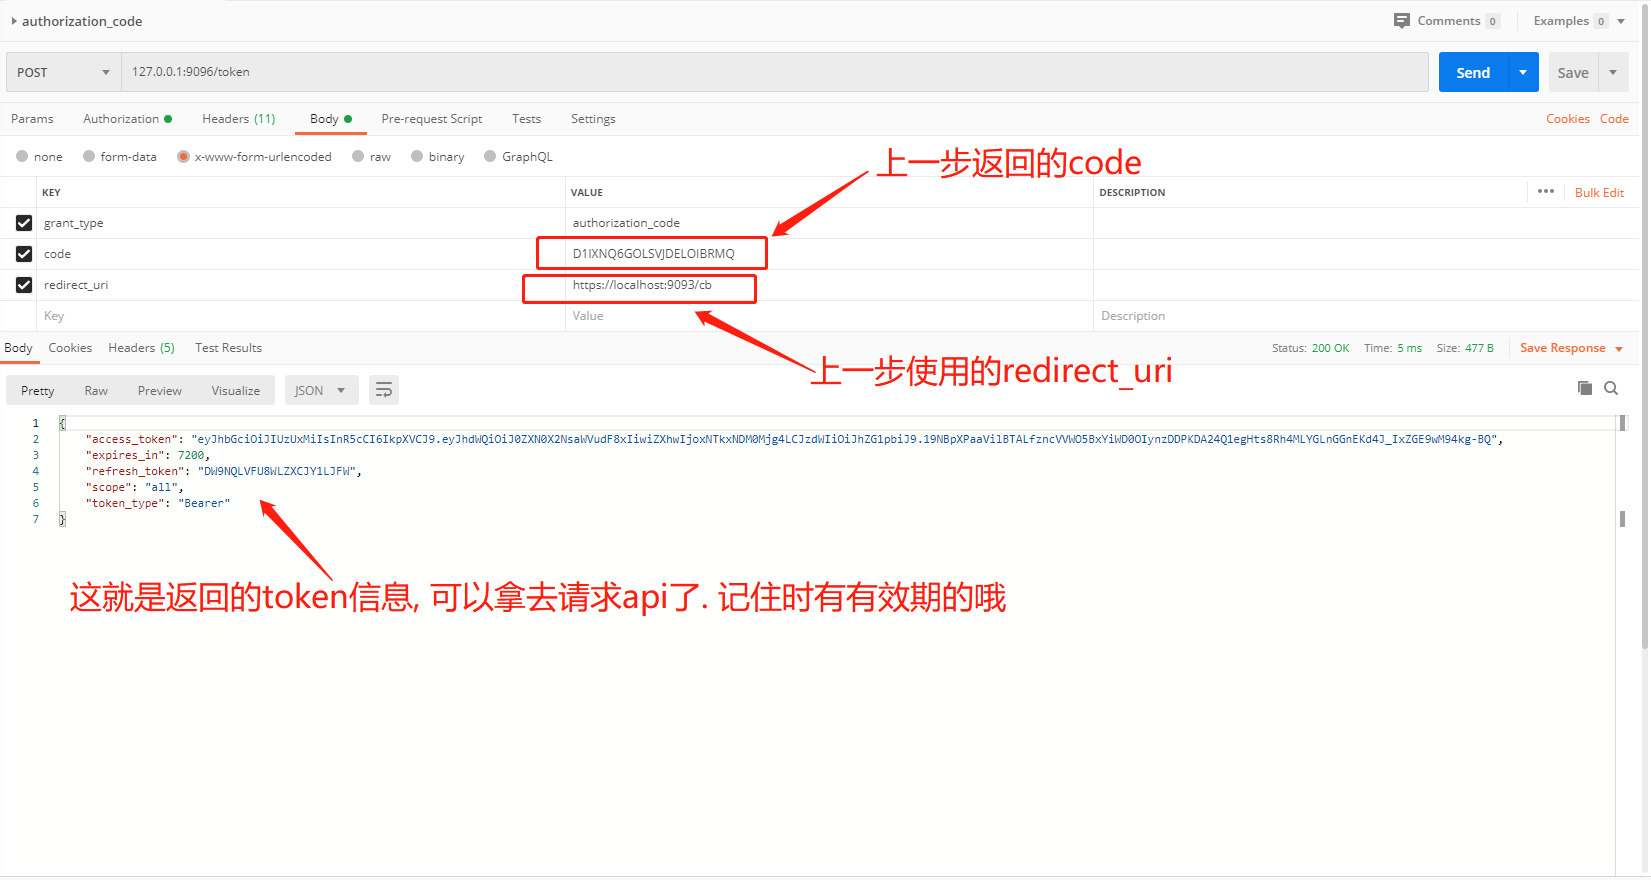 authorization_code Comments 0 Examples 0
POST 127.0.0.1:9096/token Send Save
Params Authorization Headers (11) Body Pre-request Script Tests Settings Cookies Code
none form-data x-www-form-urlencoded raw binary GraphQL
上一步返回的code
KEY VALUE DESCRIPTION ••• Bulk Edit
grant_type authorization_code
code D1IXNQ6GOLSVJDELOIBRMQ
redirect_uri https://localhost:9093/cb
Key Value Description
Body Cookies Headers (5) Test Results Status: 200 OK Time: 5 ms Size: 477 B Save Response
上一步使用的redirect_uri
Pretty Raw Preview Visualize JSON
1 {
2 "access_token": "eyJhbGciOiJIUzUxMiIsInR5cCI6IkpXVCJ9.eyJhdWQiOiJ0ZXN0X2NsaWVudF8xIiwiZXhwIjoxNTkxNDM0Mjg4LCJzdWIiOiJhZG1pbiJ9.19NBpXPaaVilBTALfzncVVWO5BxYiWD0OIynzDDPKDA24Q1egHts8Rh4MLYGLnGGnEKd4J_IxZGE9wM94kg-BQ",
3 "expires_in": 7200,
4 "refresh_token": "DW9NQLVFU8WLZXCJY1LJFW",
5 "scope": "all",
6 "token_type": "Bearer"
7 }
这就是返回的token信息, 可以拿去请求api了. 记住时有有效期的哦